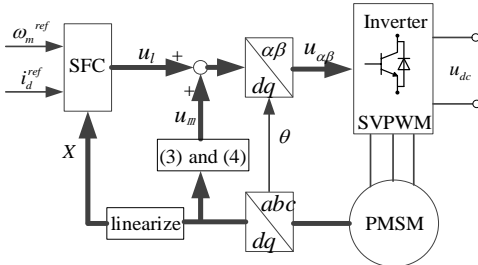 ω_m^ref
i_d^ref
SFC
u_l
+
+
u_m
αβ
dq
u_αβ
Inverter
SVPWM
u_dc
X
(3) and (4)
θ
linearize
abc
dq
PMSM